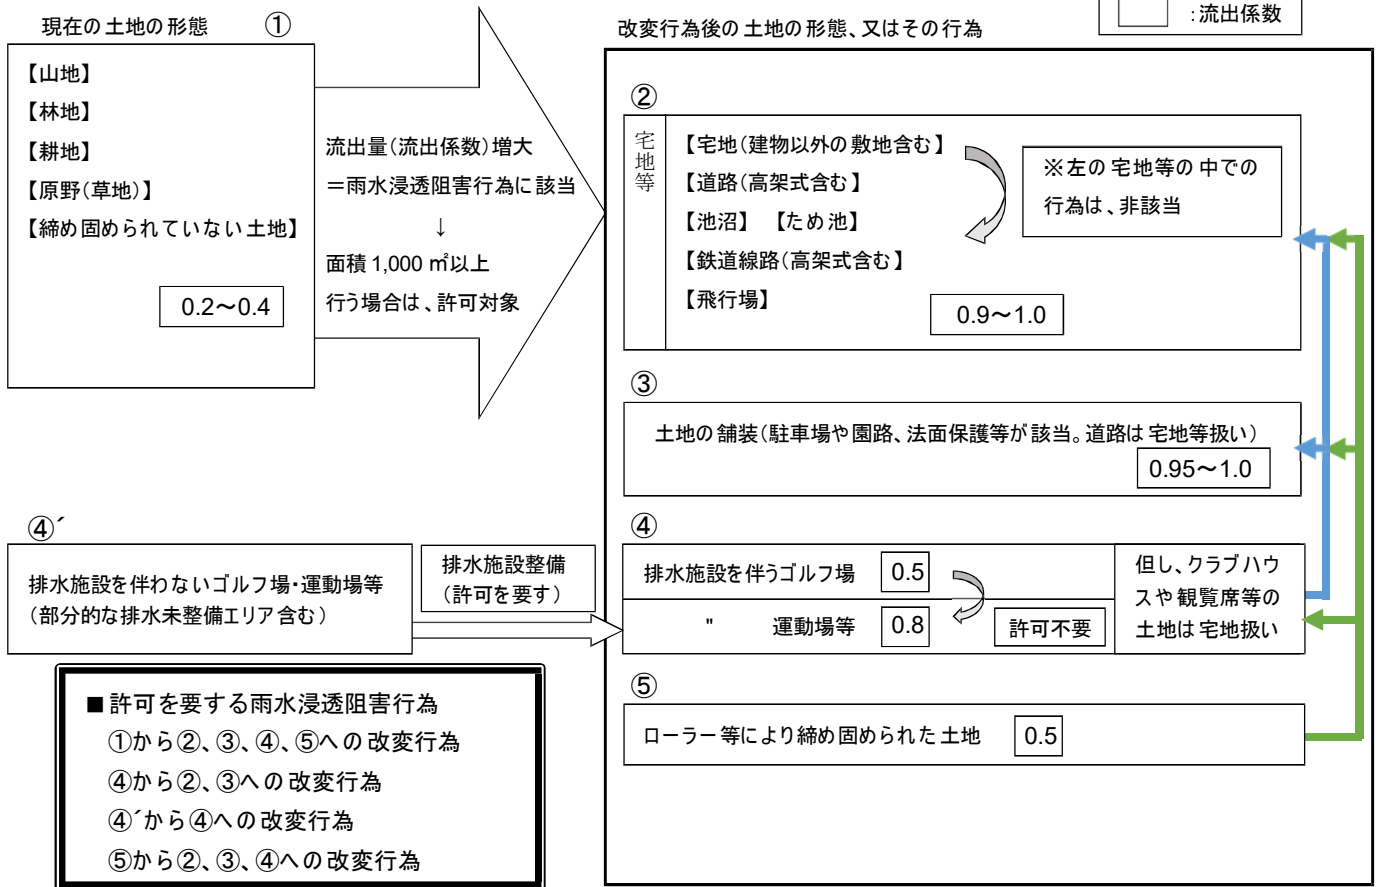 :流出係数
現在の土地の形態 ①
【山地】
【林地】
【耕地】
【原野(草地)】
【締め固められていない土地】
0.2~0.4
流出量(流出係数)増大
=雨水浸透阻害行為に該当
↓
面積 1,000 ㎡以上
行う場合は、許可対象
改変行為後の土地の形態、又はその行為
②
宅地等
【宅地(建物以外の敷地含む】
【道路(高架式含む】
【池沼】 【ため池】
【鉄道線路(高架式含む】
【飛行場】
0.9~1.0
※左の宅地等の中での
行為は、非該当
③
土地の舗装(駐車場や園路、法面保護等が該当。道路は宅地等扱い)
0.95~1.0
④´
排水施設を伴わないゴルフ場・運動場等
(部分的な排水未整備エリア含む)
排水施設整備
(許可を要す)
④
排水施設を伴うゴルフ場 0.5
" 運動場等 0.8
許可不要
但し、クラブハウ
スや観覧席等の
土地は宅地扱い
⑤
ローラー等により締め固められた土地 0.5
■許可を要する雨水浸透阻害行為
①から②、③、④、⑤への改変行為
④から②、③への改変行為
④´から④への改変行為
⑤から②、③、④への改変行為